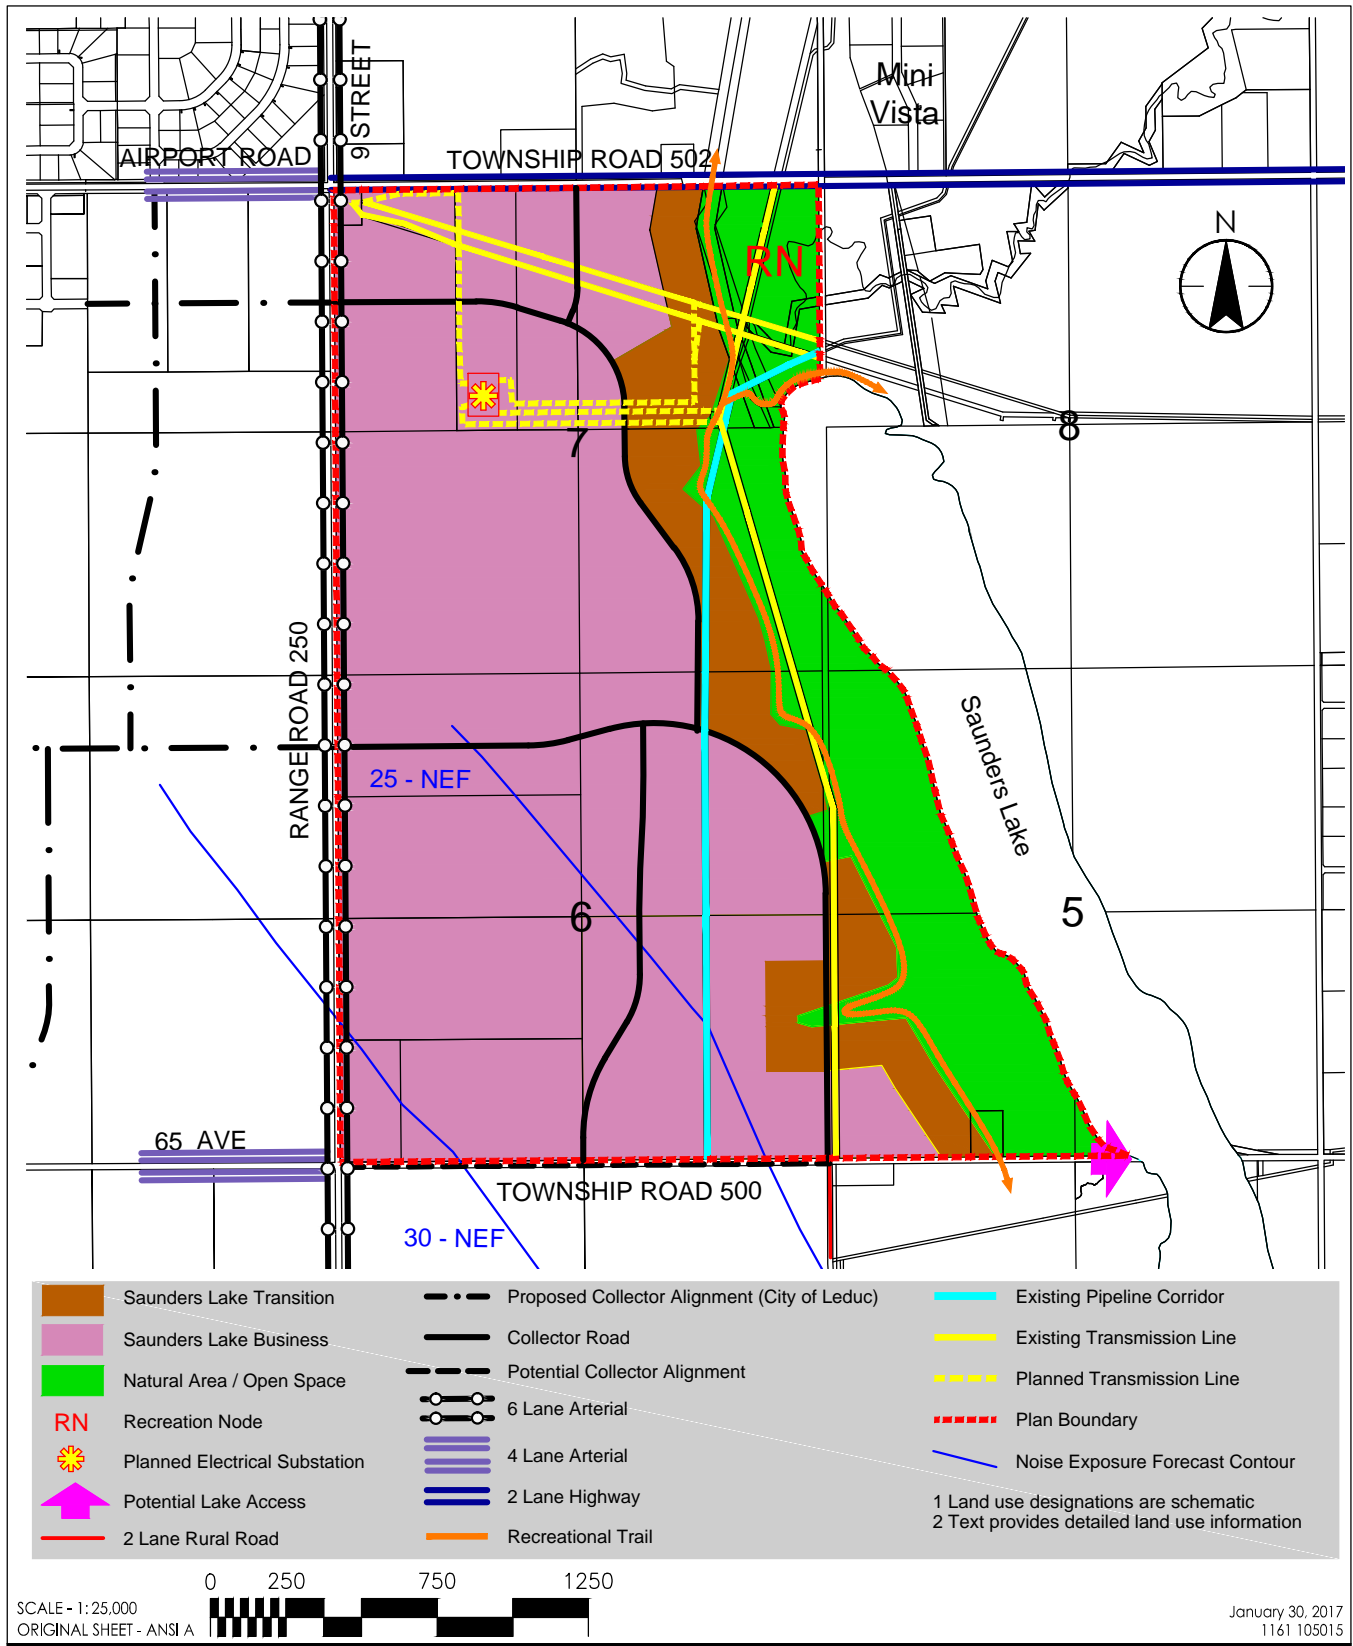 Mini
Vista
9 STREET
AIRPORT ROAD
TOWNSHIP ROAD 502
N
RN
7
8
RANGE ROAD 250
Saunders Lake
25 - NEF
6
5
65 AVE
TOWNSHIP ROAD 500
30 - NEF
Saunders Lake Transition
Saunders Lake Business
Natural Area / Open Space
RN Recreation Node
Planned Electrical Substation
Potential Lake Access
2 Lane Rural Road
Proposed Collector Alignment (City of Leduc)
Collector Road
Potential Collector Alignment
6 Lane Arterial
4 Lane Arterial
2 Lane Highway
Recreational Trail
Existing Pipeline Corridor
Existing Transmission Line
Planned Transmission Line
Plan Boundary
Noise Exposure Forecast Contour
1 Land use designations are schematic
2 Text provides detailed land use information
0 250 750 1250
SCALE - 1:25,000
ORIGINAL SHEET - ANSI A
January 30, 2017
1161 105015